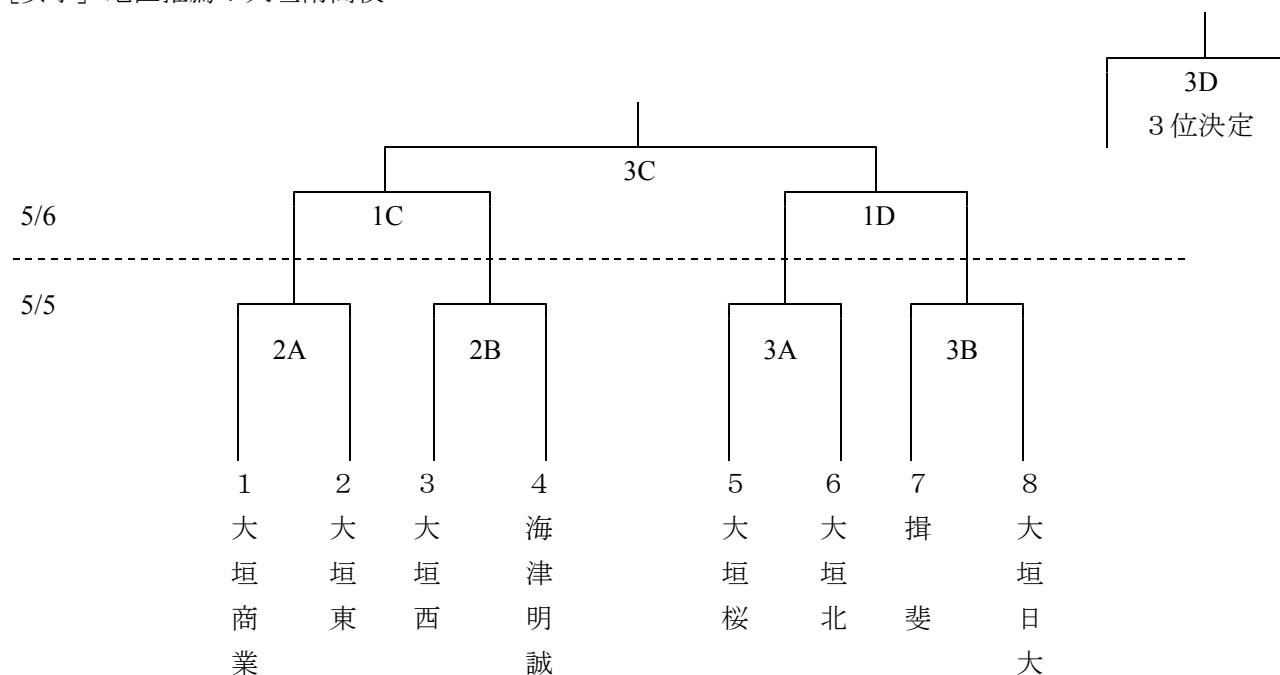 3D
３位決定
3C
5/6
1C
1D
5/5
2A
2B
3A
3B
１
２
３
４
５
６
７
８
大垣商業
大垣東
大垣西
海津明誠
大垣桜
大垣北
揖斐
大垣日大